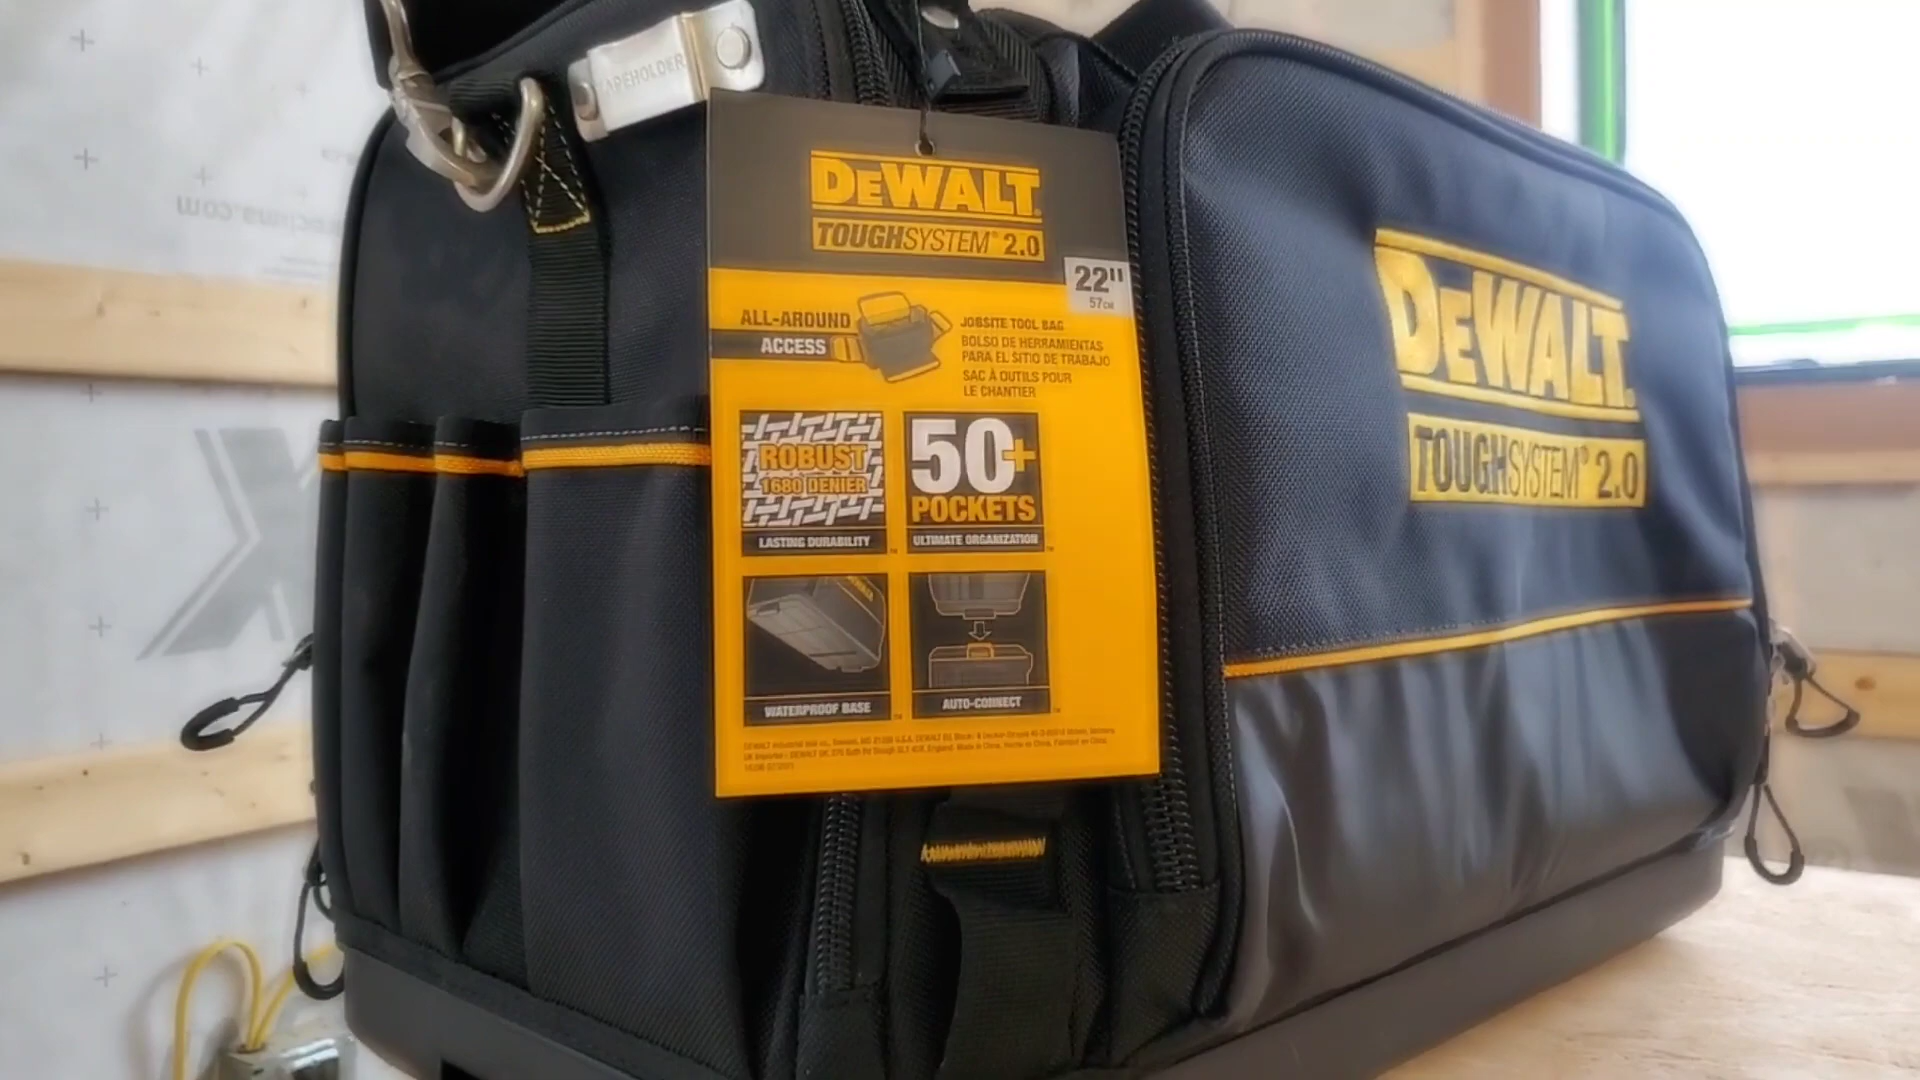 TAPEHOLDER
DEWALT
TOUGHSYSTEM® 2.0
22"
57CM
ALL-AROUND
ACCESS
JOBSITE TOOL BAG
BOLSO DE HERRAMIENTAS
PARA EL SITIO DE TRABAJO
SAC À OUTILS POUR
LE CHANTIER
ROBUST
1680 DENIER
LASTING DURABILITY
50+
POCKETS
ULTIMATE ORGANIZATION
WATERPROOF BASE
AUTO-CONNECT
DEWALT
TOUGHSYSTEM® 2.0